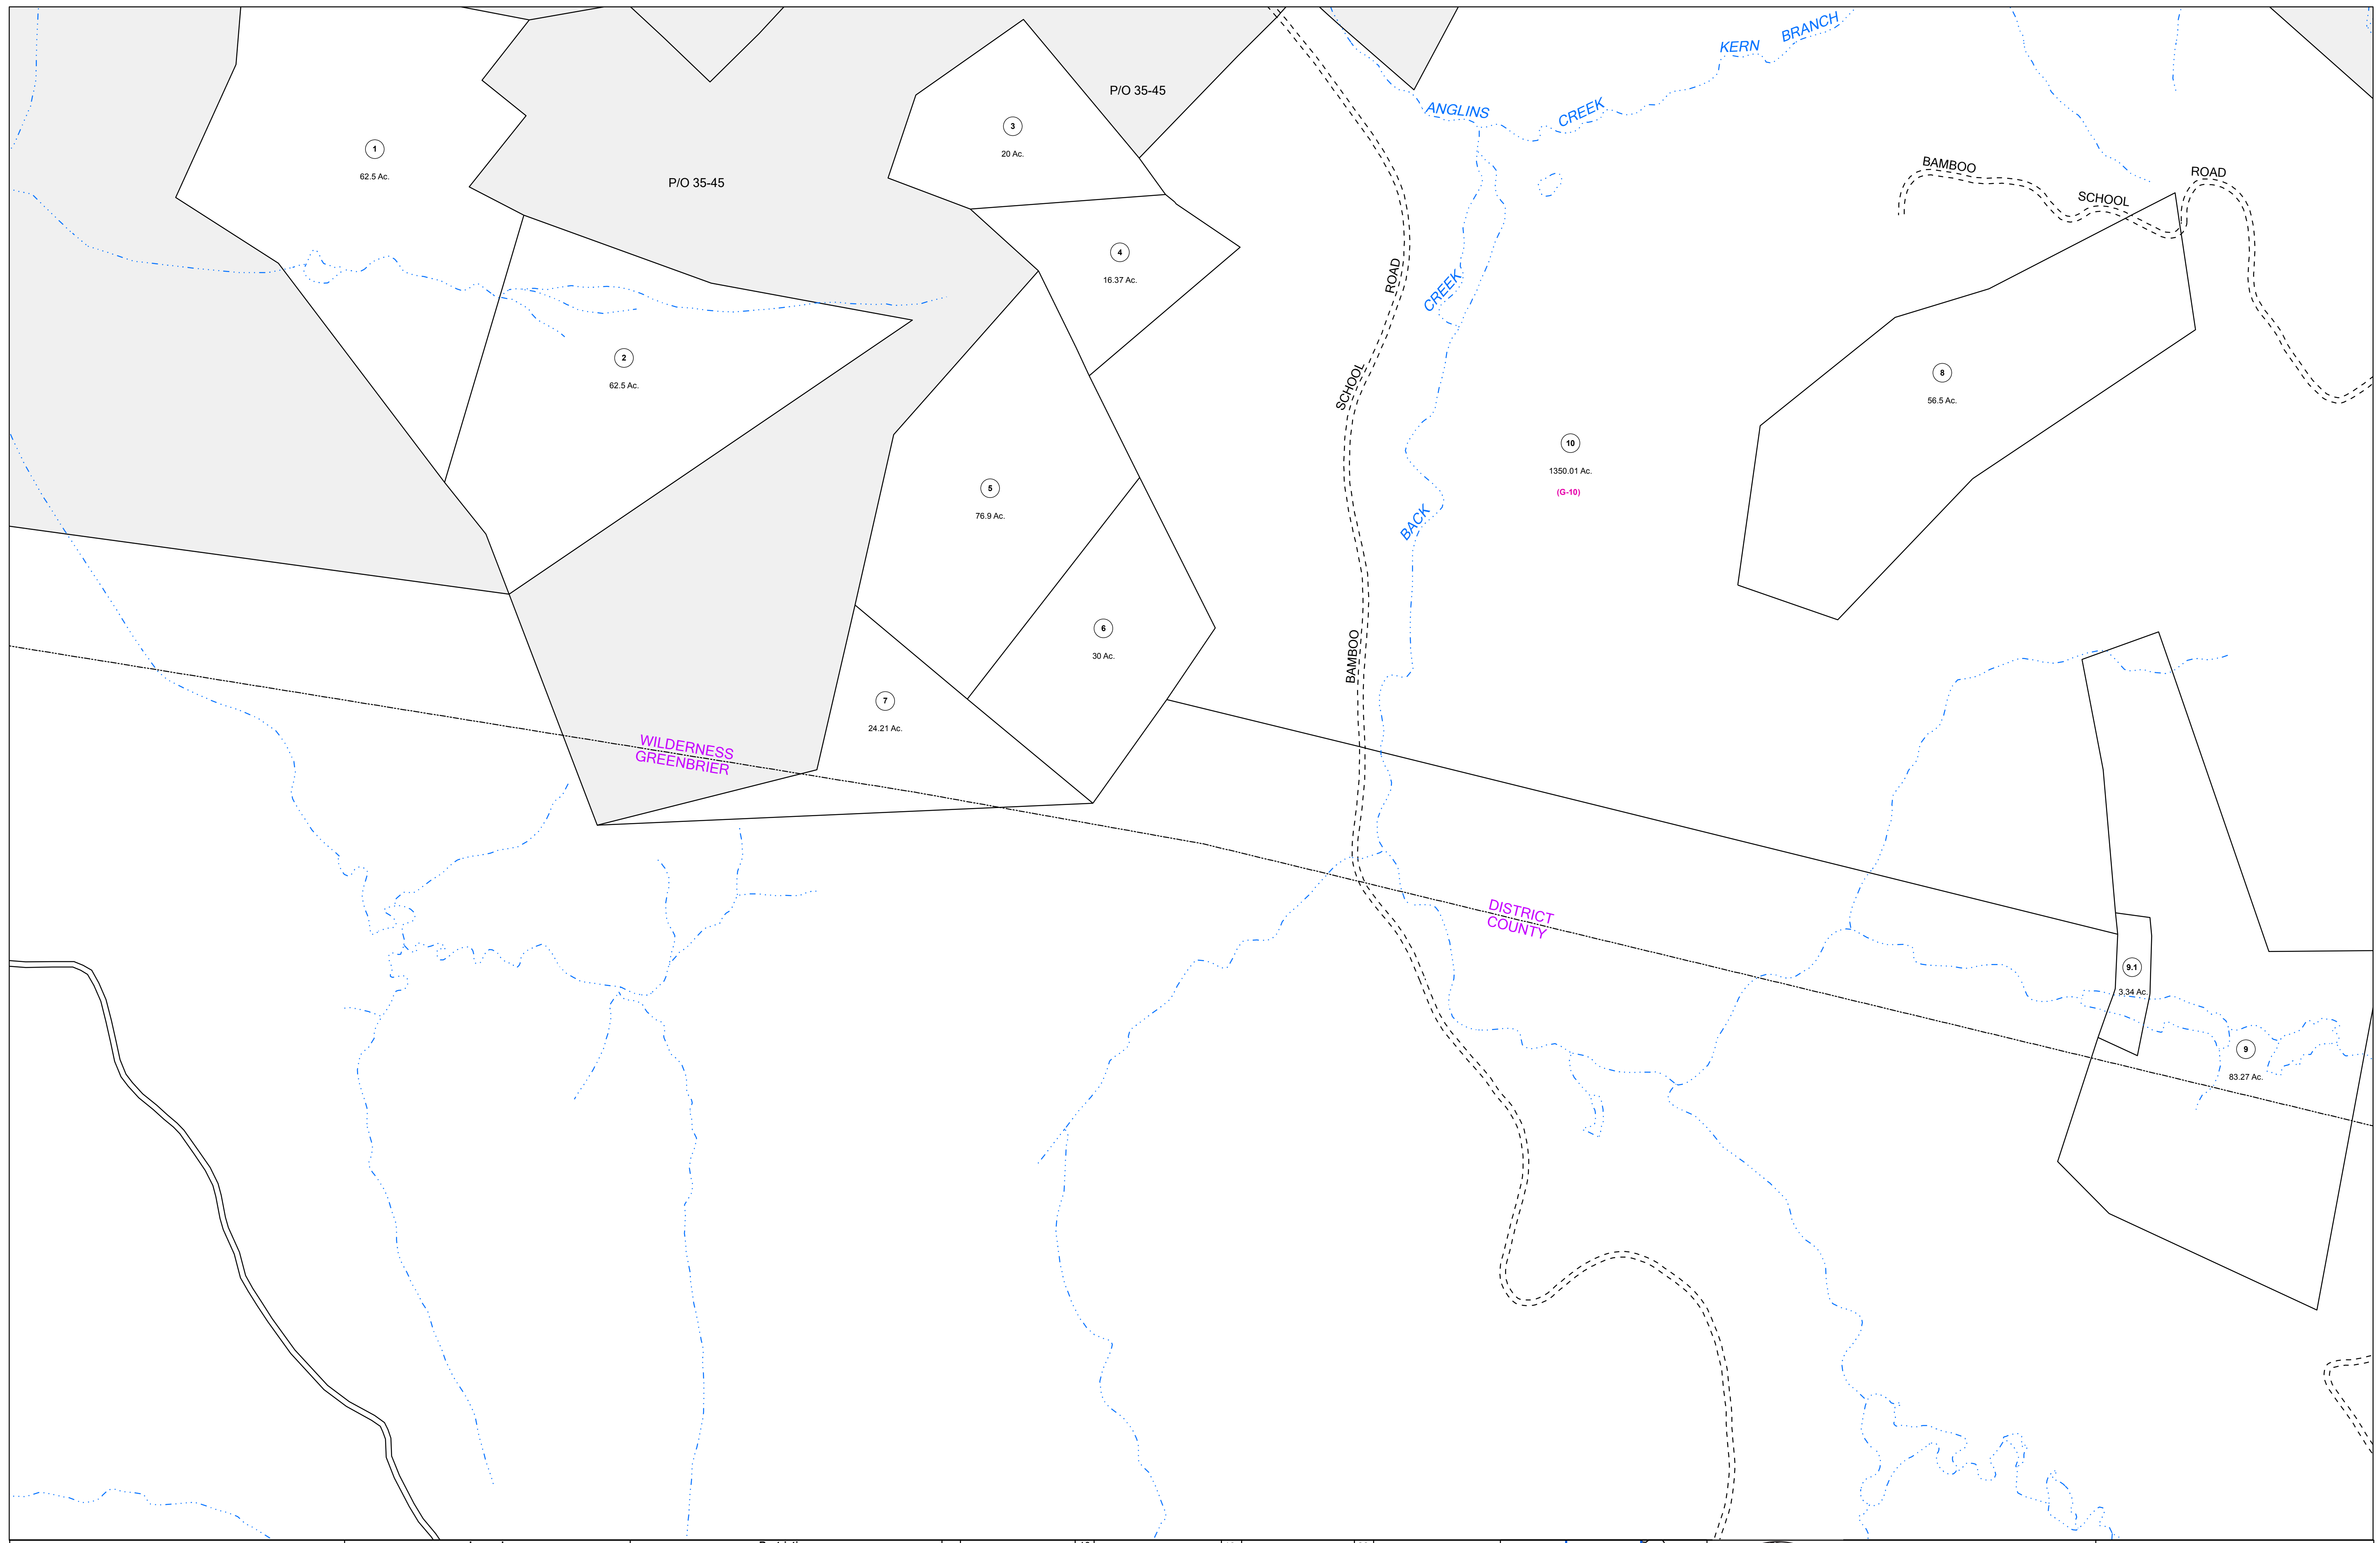 KERN BRANCH
P/O 35-45
ANGLINS CREEK
3
20 Ac.
1
62.5 Ac.
P/O 35-45
BAMBOO SCHOOL ROAD
4
16.37 Ac.
BACK CREEK
BAMBOO SCHOOL ROAD
2
62.5 Ac.
8
56.5 Ac.
10
1350.01 Ac.
(G-10)
5
76.9 Ac.
6
30 Ac.
7
24.21 Ac.
WILDERNESS
GREENBRIER
DISTRICT
COUNTY
9.1
3.34 Ac.
9
83.27 Ac.